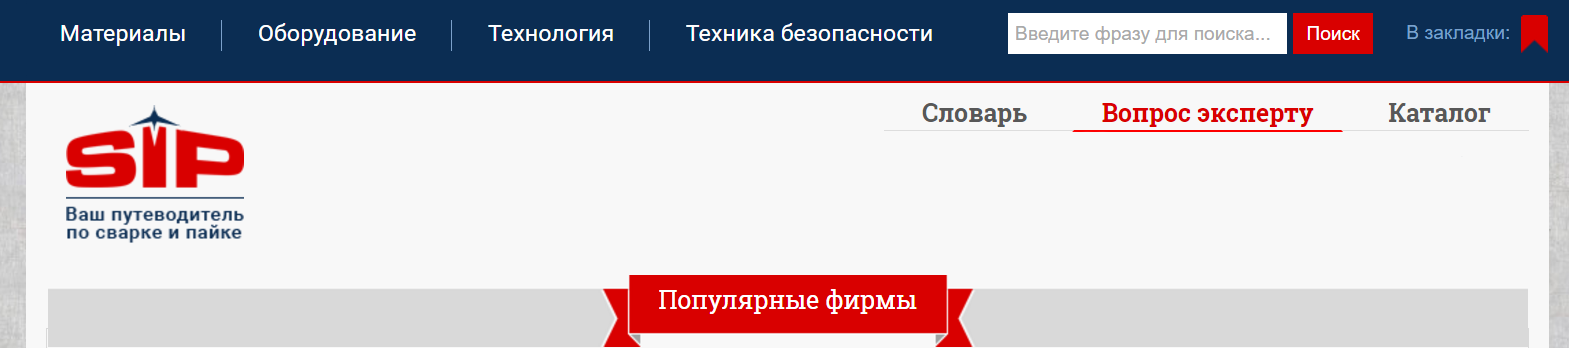 Материалы
Оборудование
Технология
Техника безопасности
Введите фразу для поиска...
Поиск
В закладки:
Словарь
Вопрос эксперту
Каталог
SIP
Ваш путеводитель
по сварке и пайке
Популярные фирмы